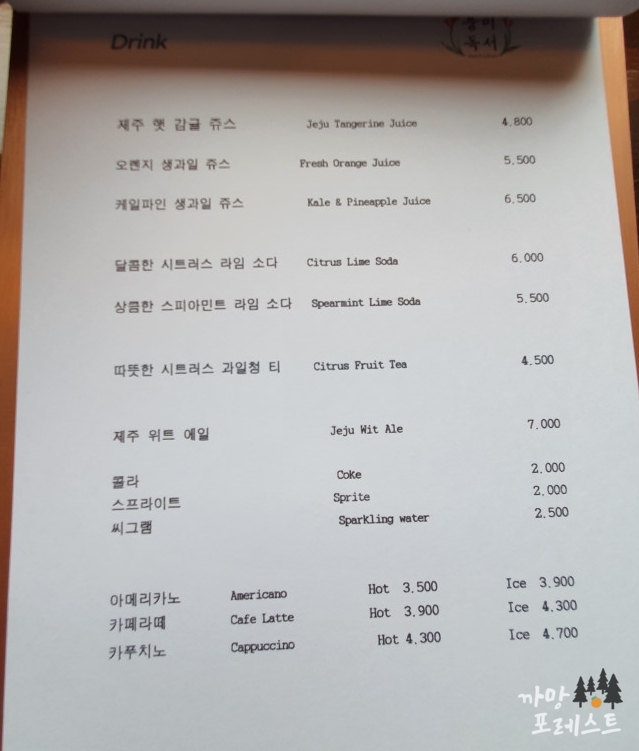 Drink
독서
제주 햇 감귤 쥬스 Jeju Tangerine Juice 4.800
오렌지 생과일 쥬스 Fresh Orange Juice 5.500
케일파인 생과일 쥬스 Kale & Pineapple Juice 6.500
달콤한 시트러스 라임 소다 Citrus Lime Soda 6.000
상큼한 스피아민트 라임 소다 Spearmint Lime Soda 5.500
따뜻한 시트러스 과일청 티 Citrus Fruit Tea 4.500
제주 위트 에일 Jeju Wit Ale 7.000
콜라 Coke 2.000
스프라이트 Sprite 2.000
씨그램 Sparkling water 2.500
아메리카노 Americano Hot 3.500 Ice 3.900
카페라떼 Cafe Latte Hot 3.900 Ice 4.300
카푸치노 Cappuccino Hot 4.300 Ice 4.700
까망
포레스트